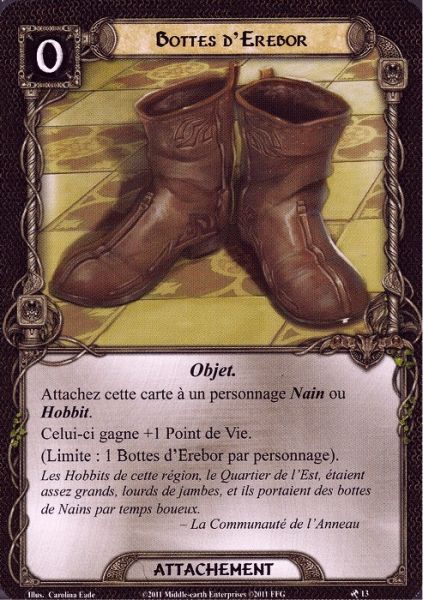 0
Bottes d'Erebor
Objet.
Attachez cette carte à un personnage Nain ou
Hobbit.
Celui-ci gagne +1 Point de Vie.
(Limite : 1 Bottes d'Erebor par personnage).
Les Hobbits de cette région, le Quartier de l'Est, étaient
assez grands, lourds de jambes, et ils portaient des bottes
de Nains par temps boueux.
– La Communauté de l'Anneau
ATTACHEMENT
Illus. Carolina Eade ©2011 Middle-earth Enterprises ©2011 FFG 13